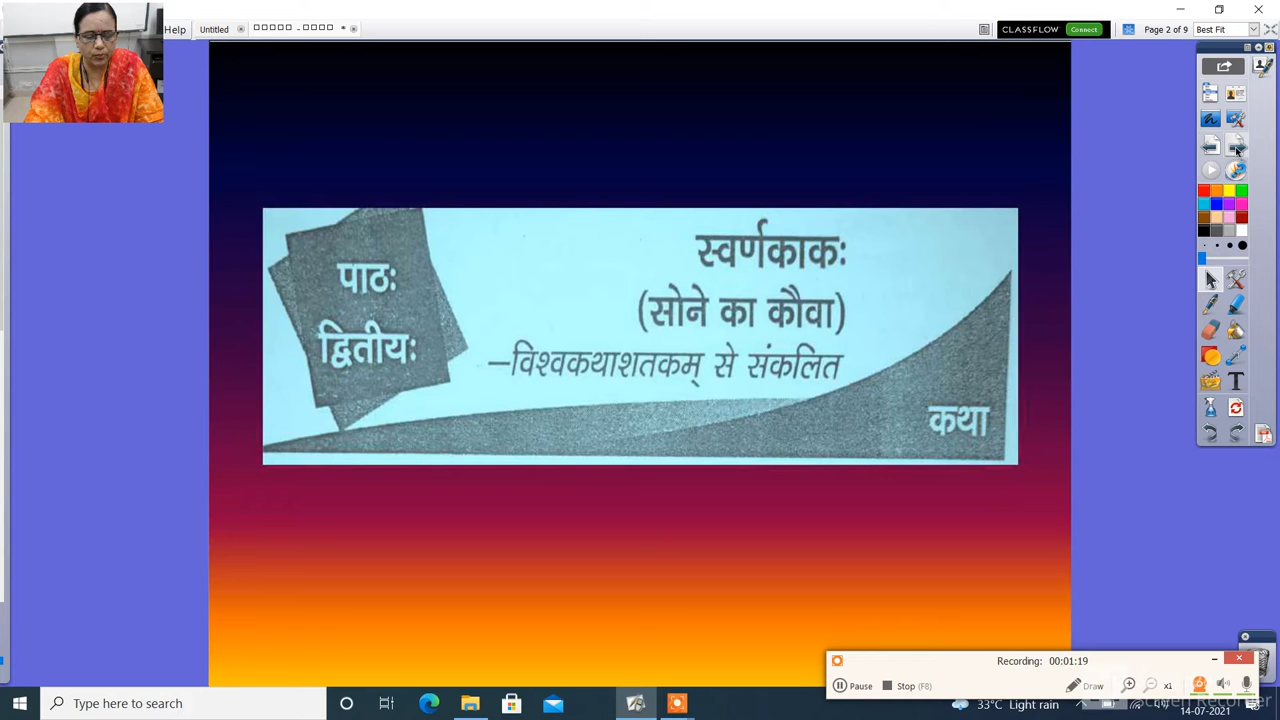 Help
Untitled
CLASSFLOW
Connect
Page 2 of 9
Best Fit
पाठः
द्वितीयः
स्वर्णकाकः
(सोने का कौवा)
–विश्वकथाशतकम् से संकलित
कथा
Recording: 00:01:19
Pause
Stop (F8)
x1
Draw
Type here to search
33°C Light rain
14-07-2021